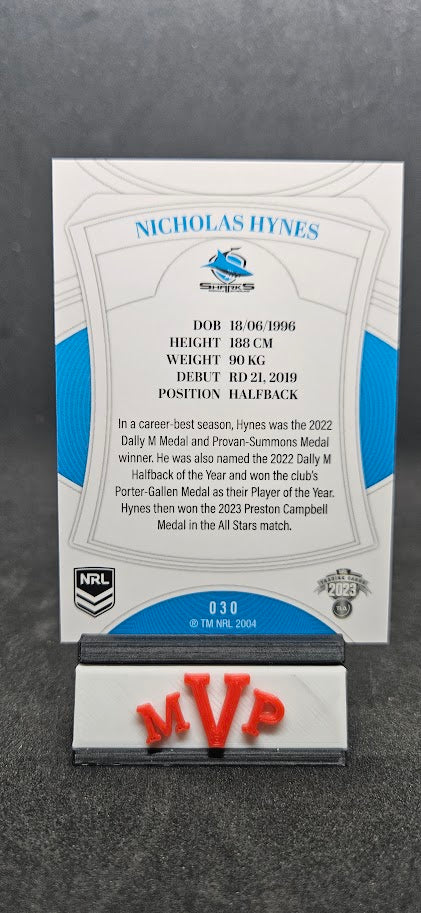 NICHOLAS HYNES
SHARKS
DOB 18/06/1996
HEIGHT 188 CM
WEIGHT 90 KG
DEBUT RD 21, 2019
POSITION HALFBACK
In a career-best season, Hynes was the 2022
Dally M Medal and Provan-Summons Medal
winner. He was also named the 2022 Dally M
Halfback of the Year and won the club's
Porter-Gallen Medal as their Player of the Year.
Hynes then won the 2023 Preston Campbell
Medal in the All Stars match.
NRL
TRADING CARDS
2023
030
® TM NRL 2004
MVP